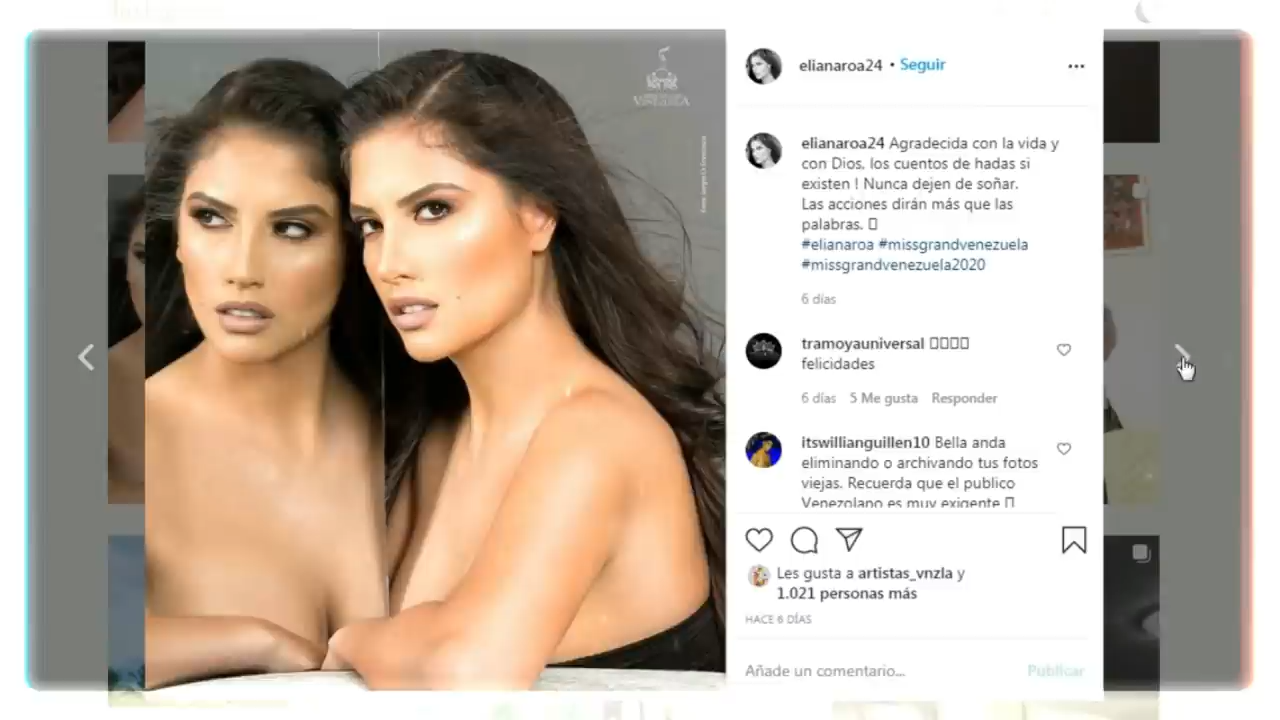 elianaroa24 • Seguir
elianaroa24 Agradecida con la vida y
con Dios, los cuentos de hadas si
existen ! Nunca dejen de soñar.
Las acciones dirán más que las
palabras.
#elianaroa #missgrandvenezuela
#missgrandvenezuela2020
6 días
tramoyauniversal
felicidades
6 días 5 Me gusta Responder
itswillianguillen10 Bella anda
eliminando o archivando tus fotos
viejas. Recuerda que el publico
Venezolano es muy exigente
Les gusta a artistas_vnzla y
1.021 personas más
HACE 6 DÍAS
Añade un comentario...
Publicar